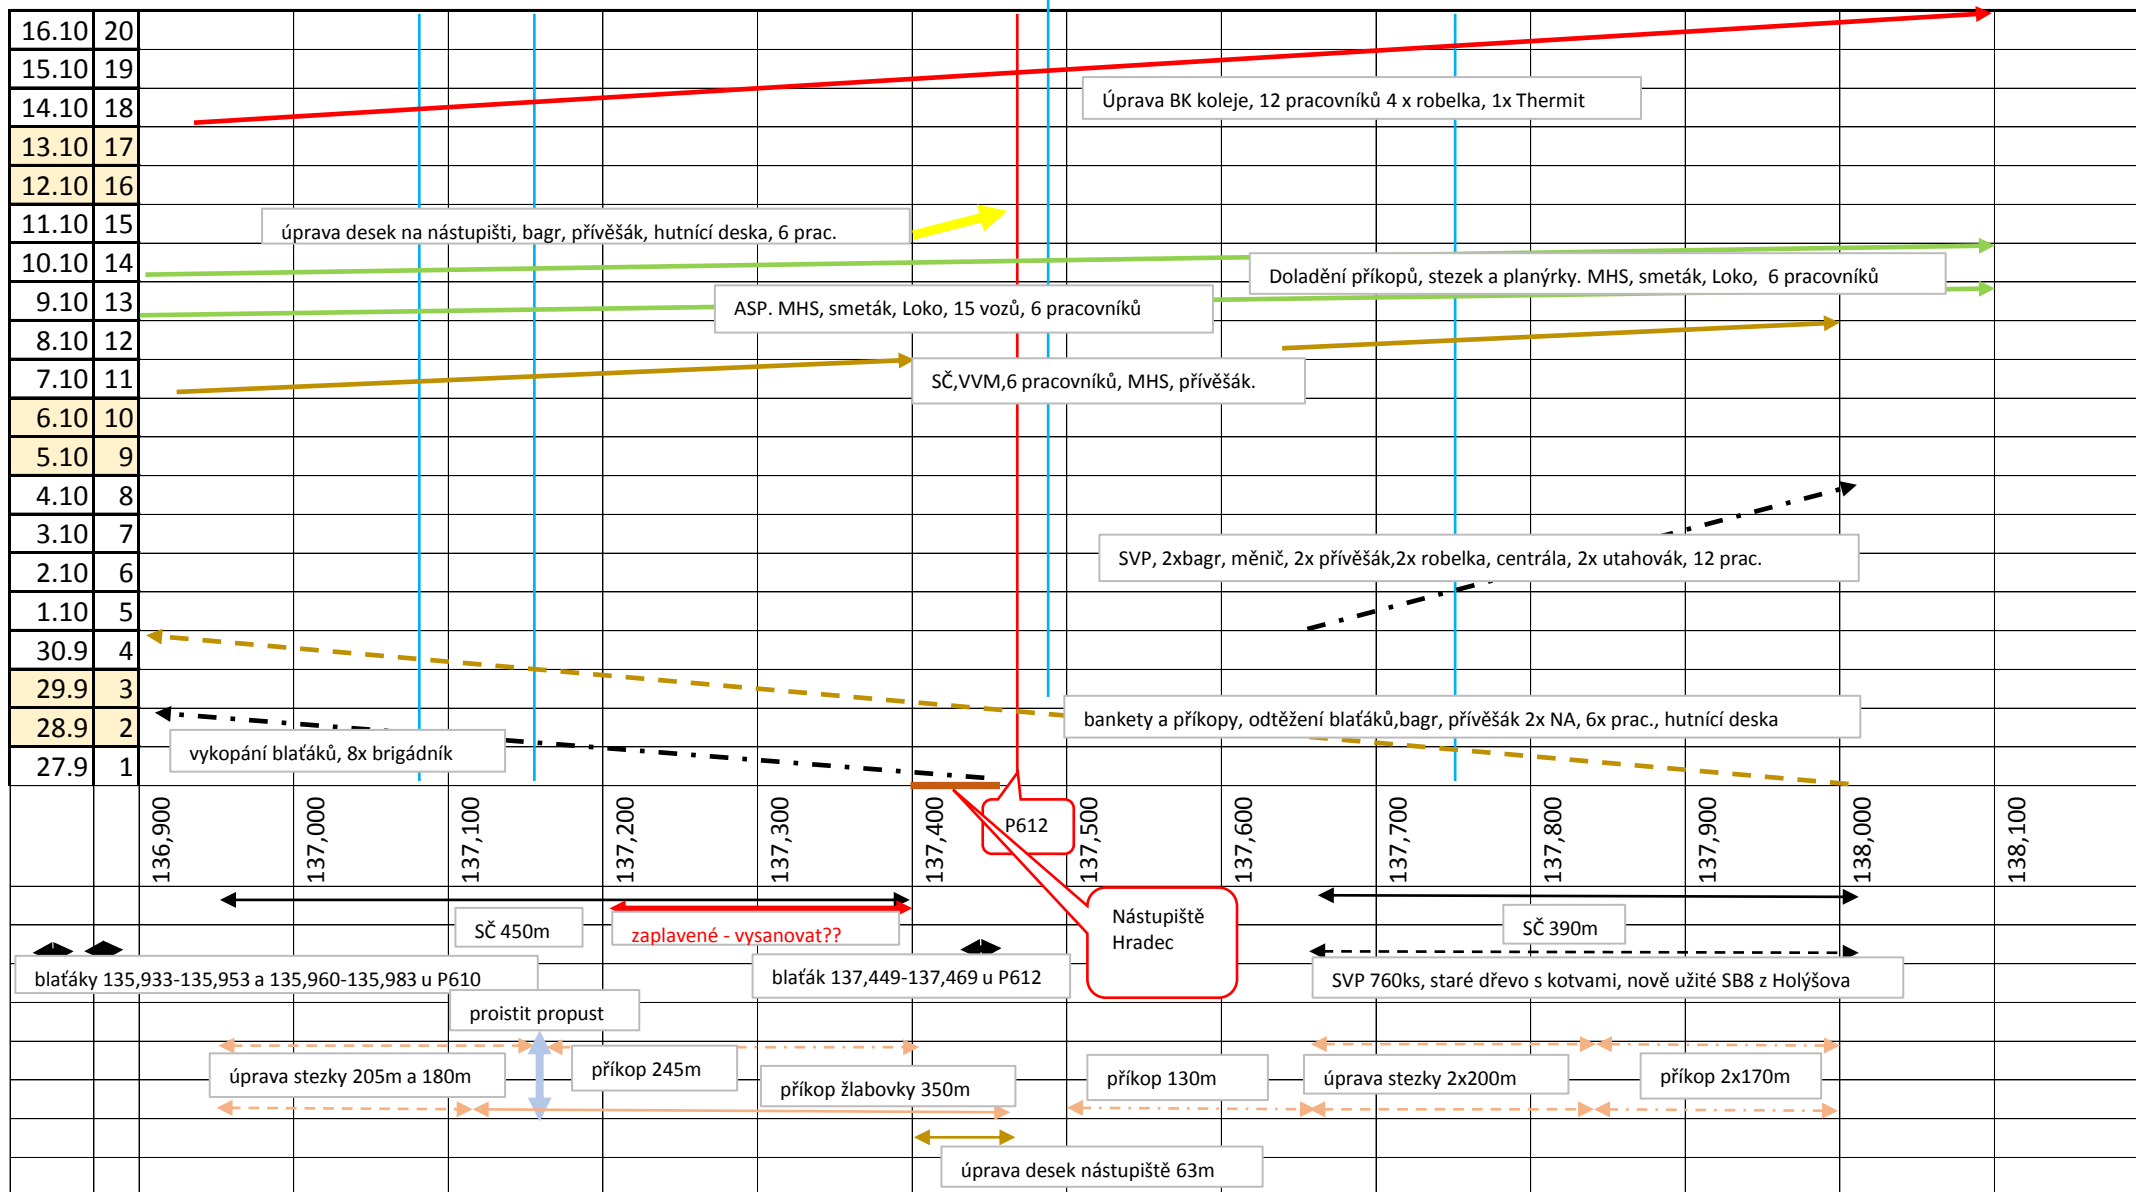 16.10 20
15.10 19
14.10 18
Úprava BK koleje, 12 pracovníků 4 x robelka, 1x Thermit
13.10 17
12.10 16
11.10 15
úprava desek na nástupišti, bagr, přívěšák, hutnící deska, 6 prac.
10.10 14
Doladění příkopů, stezek a planýrky. MHS, smeták, Loko, 6 pracovníků
9.10 13
ASP. MHS, smeták, Loko, 15 vozů, 6 pracovníků
8.10 12
7.10 11
SČ,VVM,6 pracovníků, MHS, přívěšák.
6.10 10
5.10 9
4.10 8
3.10 7
SVP, 2xbagr, měnič, 2x přívěšák,2x robelka, centrála, 2x utahovák, 12 prac.
2.10 6
1.10 5
30.9 4
29.9 3
28.9 2
bankety a příkopy, odtěžení blaťáků,bagr, přívěšák 2x NA, 6x prac., hutnící deska
vykopání blaťáků, 8x brigádník
27.9 1
136,900
137,000
137,100
137,200
137,300
137,400
P612
137,500
137,600
137,700
137,800
137,900
138,000
138,100
Nástupiště
Hradec
SČ 450m
zaplavené - vysanovat??
SČ 390m
blaťáky 135,933-135,953 a 135,960-135,983 u P610
blaťák 137,449-137,469 u P612
SVP 760ks, staré dřevo s kotvami, nově užité SB8 z Holýšova
proistit propust
úprava stezky 205m a 180m
příkop 245m
příkop žlabovky 350m
příkop 130m
úprava stezky 2x200m
příkop 2x170m
úprava desek nástupiště 63m